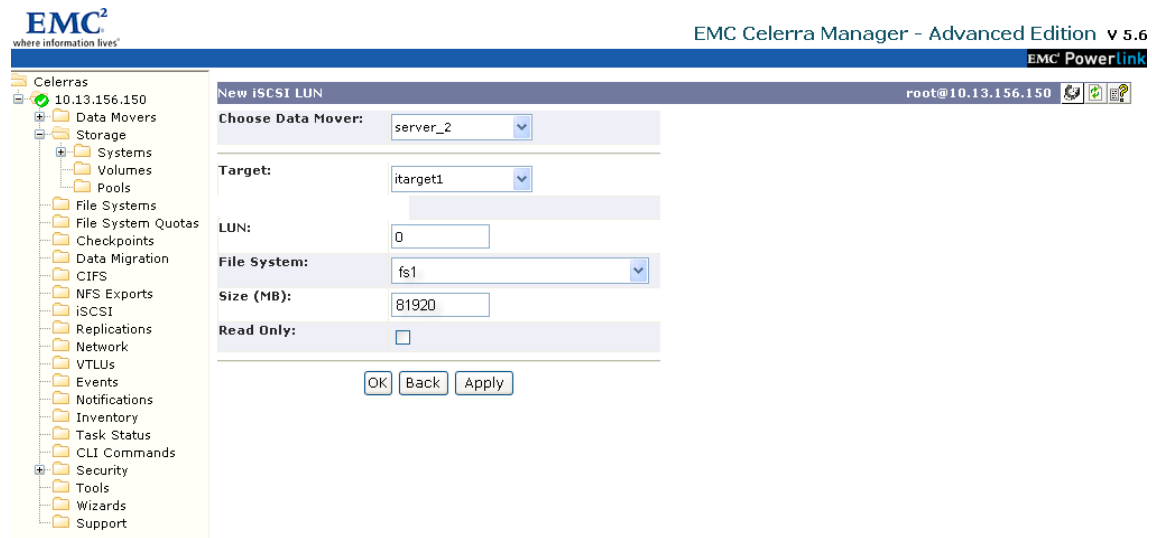 EMC²
where information lives®
EMC Celerra Manager - Advanced Edition v 5.6
EMC² Powerlink
Celerras
10.13.156.150
Data Movers
Storage
Systems
Volumes
Pools
File Systems
File System Quotas
Checkpoints
Data Migration
CIFS
NFS Exports
iSCSI
Replications
Network
VTLUs
Events
Notifications
Inventory
Task Status
CLI Commands
Security
Tools
Wizards
Support
New iSCSI LUN root@10.13.156.150
Choose Data Mover: server_2
Target: itarget1
LUN: 0
File System: fs1
Size (MB): 81920
Read Only:
OK Back Apply